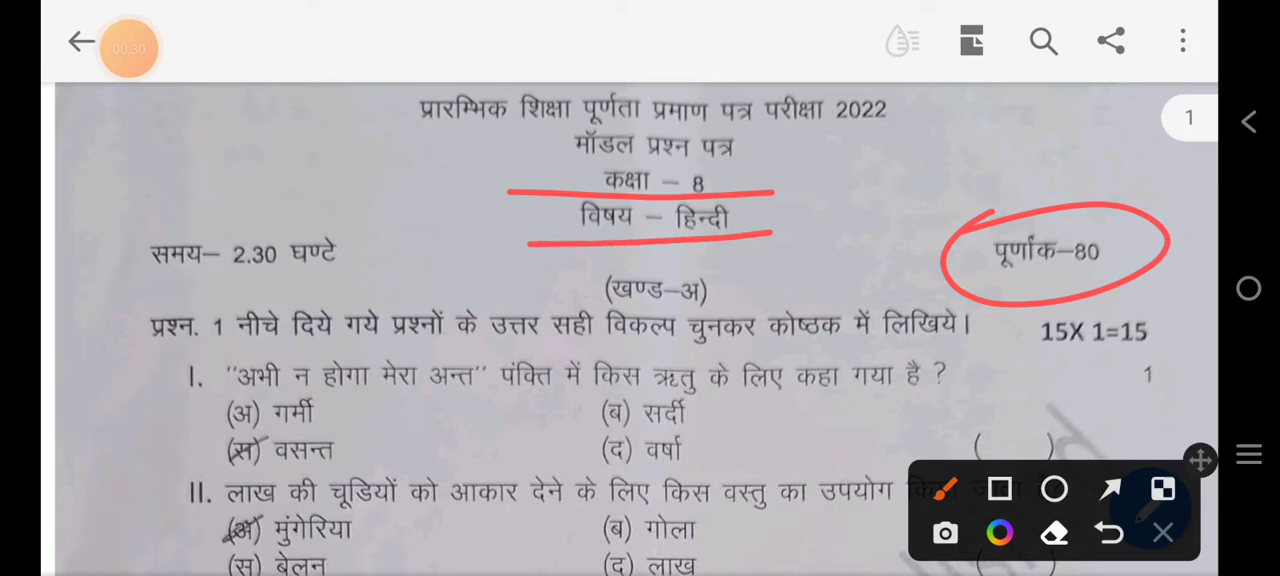 00:30
प्रारम्भिक शिक्षा पूर्णता प्रमाण पत्र परीक्षा 2022
1
मॉडल प्रश्न पत्र
कक्षा – 8
विषय – हिन्दी
समय– 2.30 घण्टे
पूर्णांक–80
(खण्ड–अ)
प्रश्न. 1 नीचे दिये गये प्रश्नों के उत्तर सही विकल्प चुनकर कोष्ठक में लिखिये। 15X 1=15
I. "अभी न होगा मेरा अन्त" पंक्ति में किस ऋतु के लिए कहा गया है ? 1
(अ) गर्मी (ब) सर्दी
(स) वसन्त (द) वर्षा ( )
II. लाख की चूडियों को आकार देने के लिए किस वस्तु का उपयोग
(अ) मुंगेरिया (ब) गोला
(स) बेलन (द) लाख ( )